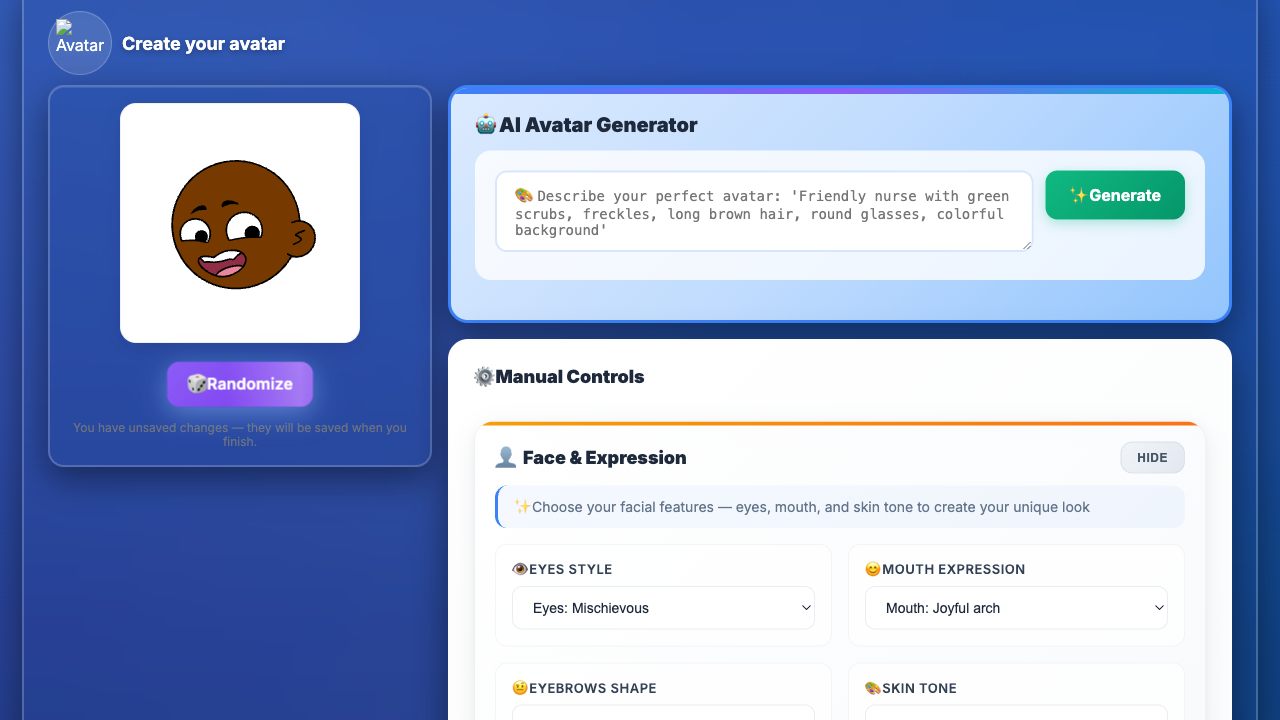 Avatar
Create your avatar
Randomize
You have unsaved changes — they will be saved when you
finish.
AI Avatar Generator
Describe your perfect avatar: 'Friendly nurse with green
scrubs, freckles, long brown hair, round glasses, colorful
background'
Generate
Manual Controls
Face & Expression
HIDE
Choose your facial features — eyes, mouth, and skin tone to create your unique look
EYES STYLE
MOUTH EXPRESSION
Eyes: Mischievous
Mouth: Joyful arch
EYEBROWS SHAPE
SKIN TONE